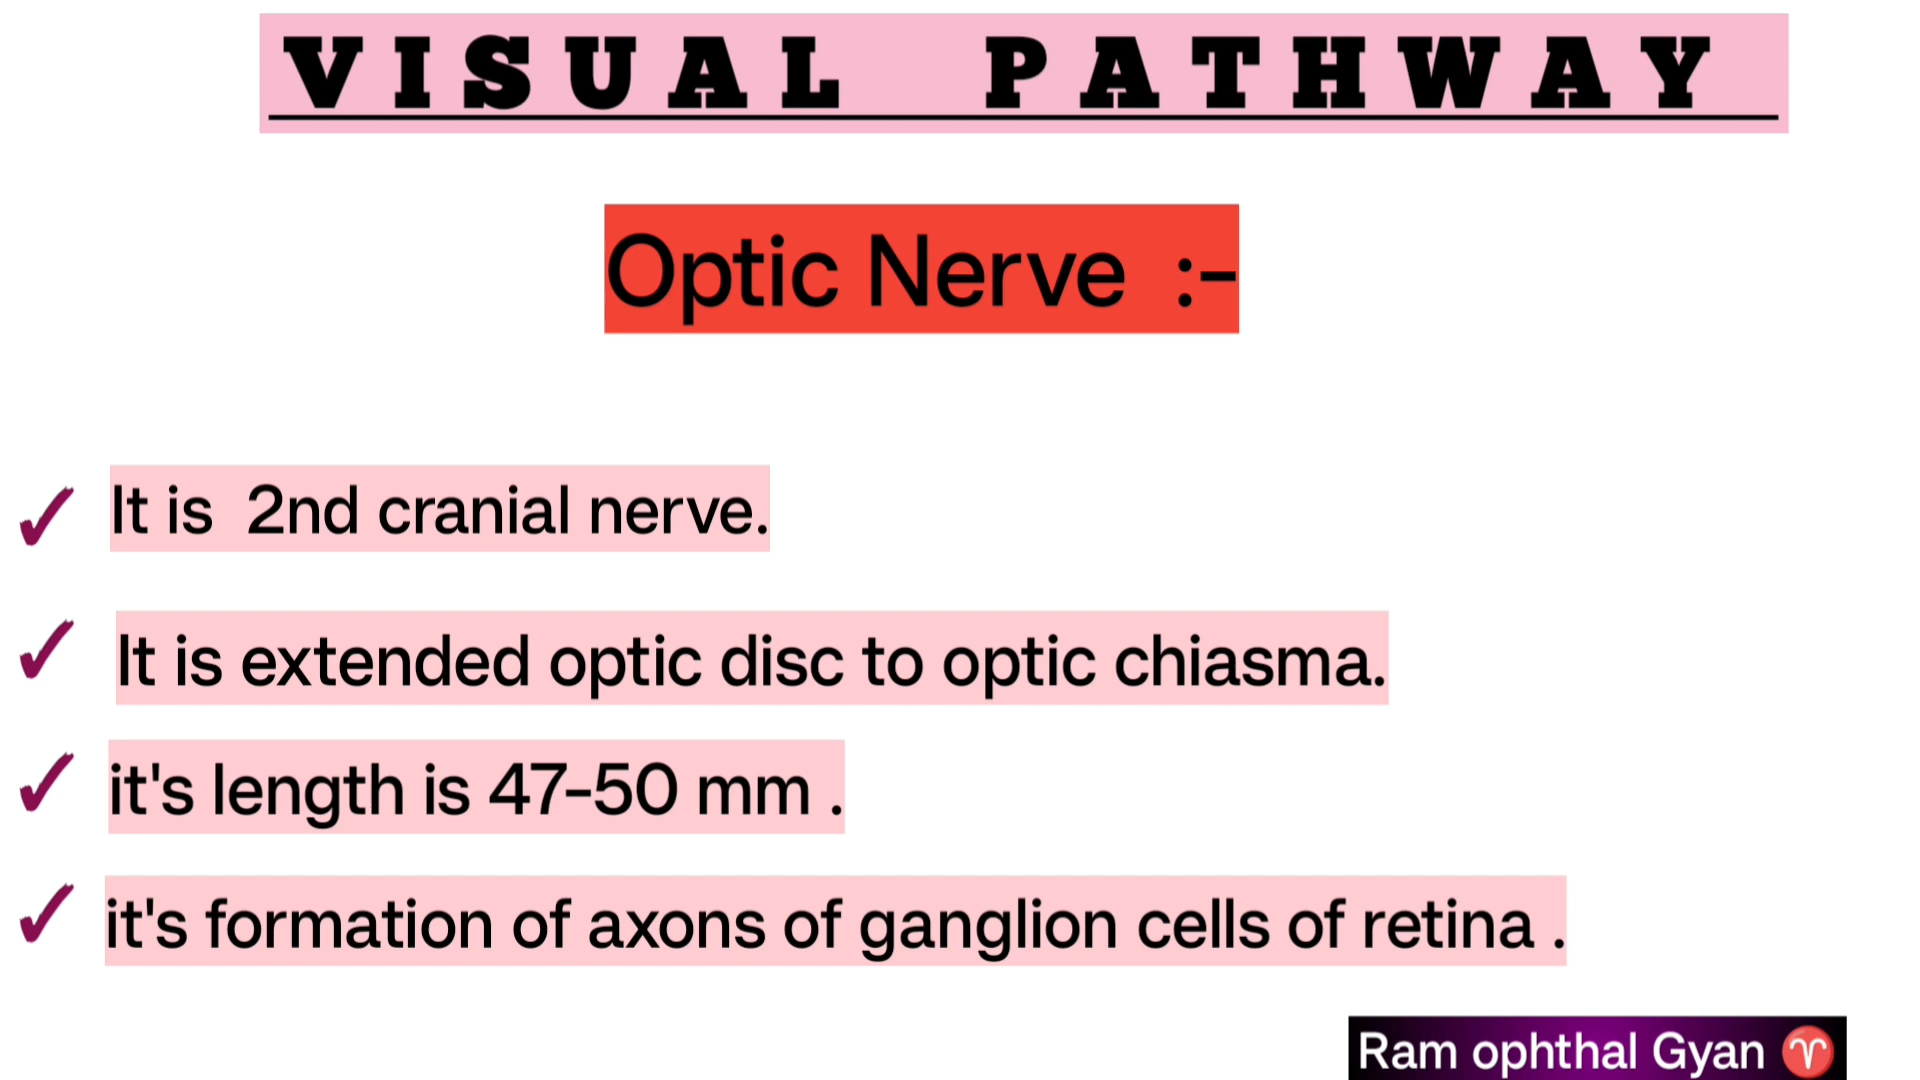 VISUAL PATHWAY
Optic Nerve :-
✓ It is 2nd cranial nerve.
✓ It is extended optic disc to optic chiasma.
✓ it's length is 47-50 mm .
✓ it's formation of axons of ganglion cells of retina .
Ram ophthal Gyan ♈